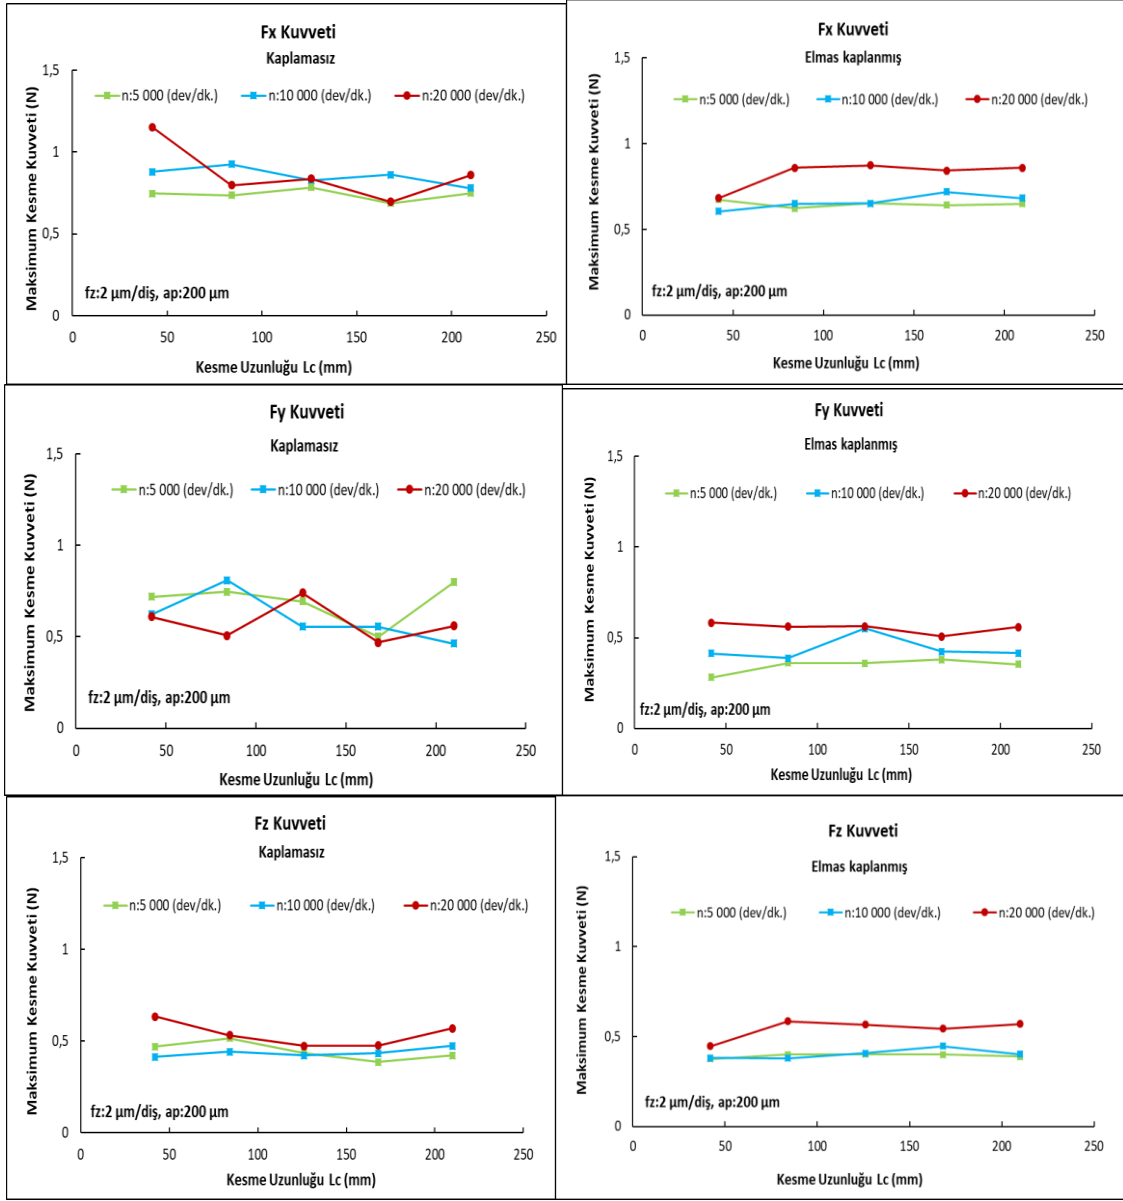 Fx Kuvveti
Kaplamasız
1,5
n:5 000 (dev/dk.) n:10 000 (dev/dk.) n:20 000 (dev/dk.)
1
0,5
0
Maksimum Kesme Kuvveti (N)
fz:2 µm/diş, ap:200 µm
0 50 100 150 200 250
Kesme Uzunluğu Lc (mm)
Fx Kuvveti
Elmas kaplanmış
1,5
n:5 000 (dev/dk.) n:10 000 (dev/dk.) n:20 000 (dev/dk.)
1
0,5
0
Maksimum Kesme Kuvveti (N)
fz:2 µm/diş, ap:200 µm
0 50 100 150 200 250
Kesme Uzunluğu Lc (mm)
Fy Kuvveti
Kaplamasız
1,5
n:5 000 (dev/dk.) n:10 000 (dev/dk.) n:20 000 (dev/dk.)
1
0,5
0
Maksimum Kesme Kuvveti (N)
fz:2 µm/diş, ap:200 µm
0 50 100 150 200 250
Kesme Uzunluğu Lc (mm)
Fy Kuvveti
Elmas kaplanmış
1,5
n:5 000 (dev/dk.) n:10 000 (dev/dk.) n:20 000 (dev/dk.)
1
0,5
0
Maksimum Kesme Kuvveti (N)
fz:2 µm/diş, ap:200 µm
0 50 100 150 200 250
Kesme Uzunluğu Lc (mm)
Fz Kuvveti
Kaplamasız
1,5
n:5 000 (dev/dk.) n:10 000 (dev/dk.) n:20 000 (dev/dk.)
1
0,5
0
Maksimum Kesme Kuvveti (N)
fz:2 µm/diş, ap:200 µm
0 50 100 150 200 250
Kesme Uzunluğu Lc (mm)
Fz Kuvveti
Elmas kaplanmış
1,5
n:5 000 (dev/dk.) n:10 000 (dev/dk.) n:20 000 (dev/dk.)
1
0,5
0
Maksimum Kesme Kuvveti (N)
fz:2 µm/diş, ap:200 µm
0 50 100 150 200 250
Kesme Uzunluğu Lc (mm)